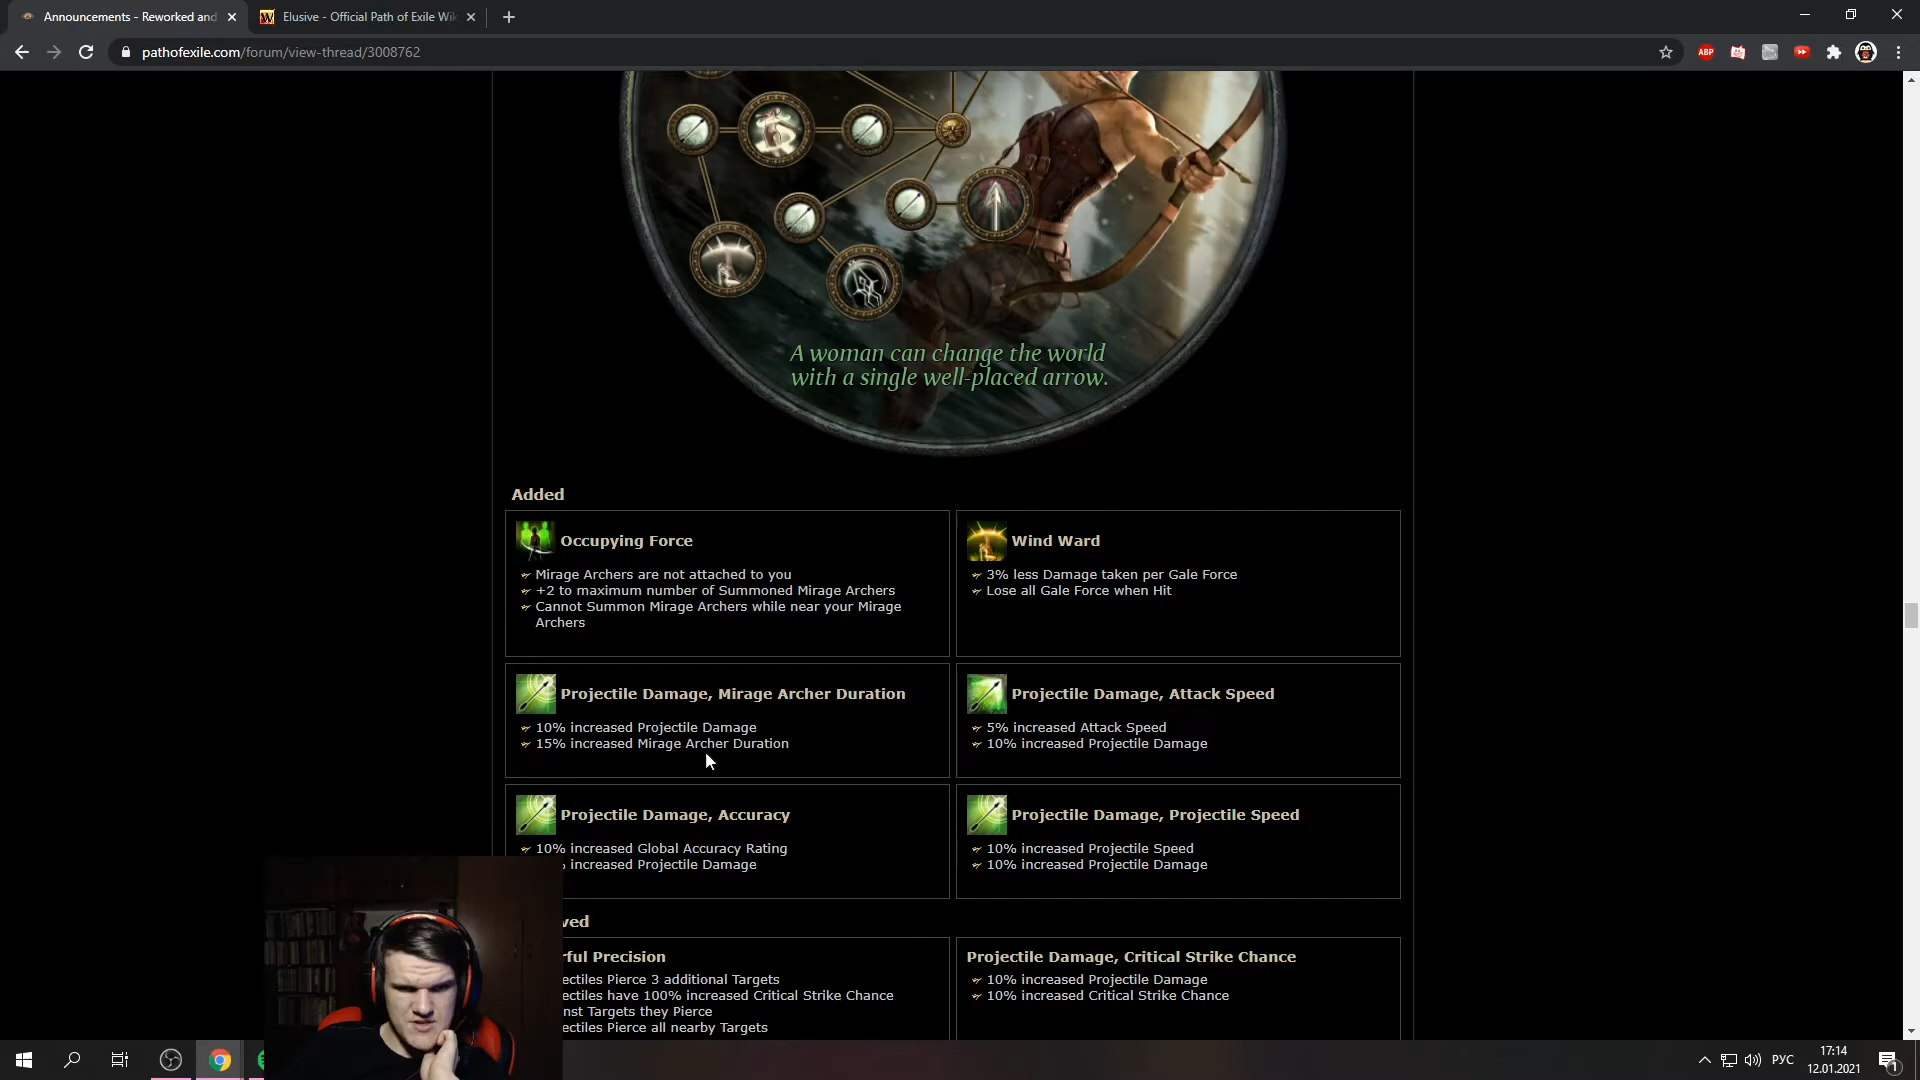 Announcements - Reworked and
Elusive - Official Path of Exile Wik
pathofexile.com/forum/view-thread/3008762
ABP
A woman can change the world
with a single well-placed arrow.
Added
Occupying Force
Mirage Archers are not attached to you
+2 to maximum number of Summoned Mirage Archers
Cannot Summon Mirage Archers while near your Mirage
Archers
Wind Ward
3% less Damage taken per Gale Force
Lose all Gale Force when Hit
Projectile Damage, Mirage Archer Duration
10% increased Projectile Damage
15% increased Mirage Archer Duration
Projectile Damage, Attack Speed
5% increased Attack Speed
10% increased Projectile Damage
Projectile Damage, Accuracy
10% increased Global Accuracy Rating
increased Projectile Damage
Projectile Damage, Projectile Speed
10% increased Projectile Speed
10% increased Projectile Damage
ved
rful Precision
ectiles Pierce 3 additional Targets
ectiles have 100% increased Critical Strike Chance
nst Targets they Pierce
ectiles Pierce all nearby Targets
Projectile Damage, Critical Strike Chance
10% increased Projectile Damage
10% increased Critical Strike Chance
РУС
17:14
12.01.2021
1